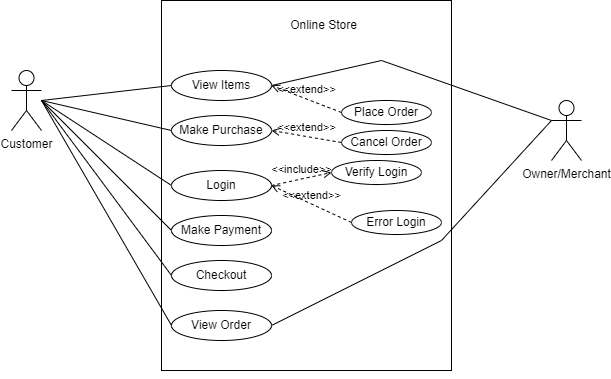 Online Store
View Items
<<extend>>
Place Order
Customer
Make Purchase
<<extend>>
Cancel Order
Owner/Merchant
Login
<<include>>
Verify Login
<<extend>>
Error Login
Make Payment
Checkout
View Order